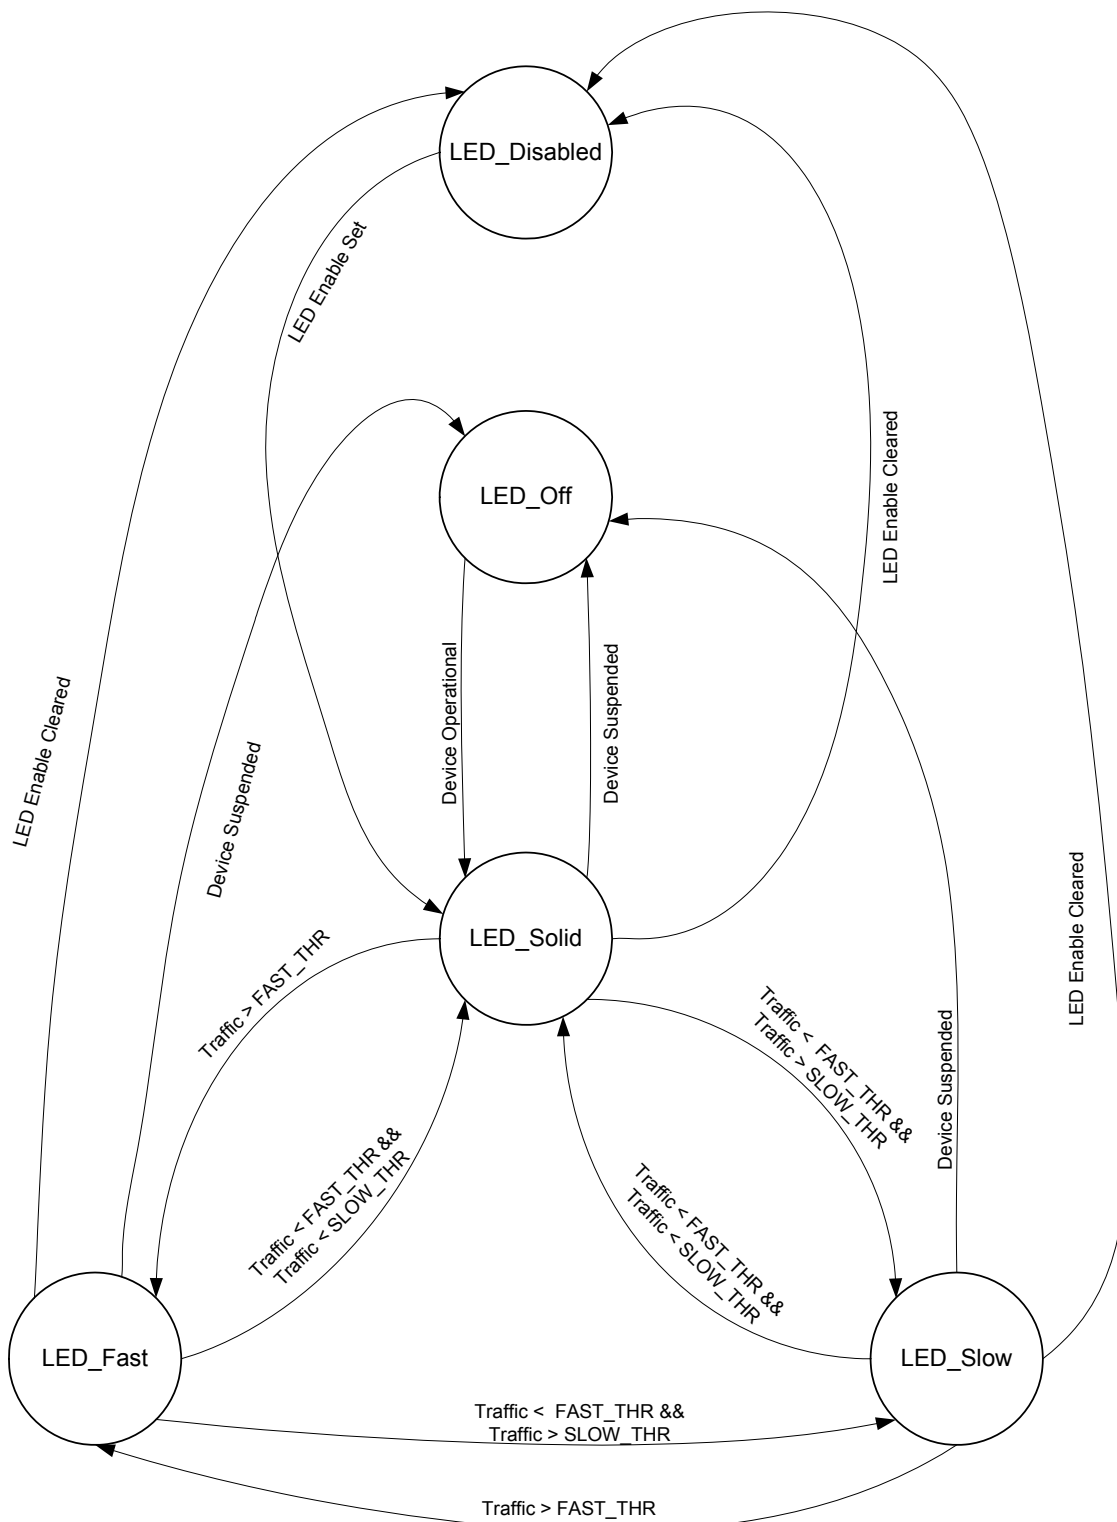 LED_Disabled
LED Enable Set
LED_Off
LED Enable Cleared
Device Operational
Device Suspended
LED Enable Cleared
Device Suspended
LED_Solid
LED Enable Cleared
Traffic > FAST_THR
Traffic <  FAST_THR &&
Traffic > SLOW_THR
Device Suspended
Traffic < FAST_THR &&
Traffic < SLOW_THR
Traffic < FAST_THR &&
Traffic < SLOW_THR
LED_Fast
LED_Slow
Traffic <  FAST_THR &&
Traffic > SLOW_THR
Traffic > FAST_THR